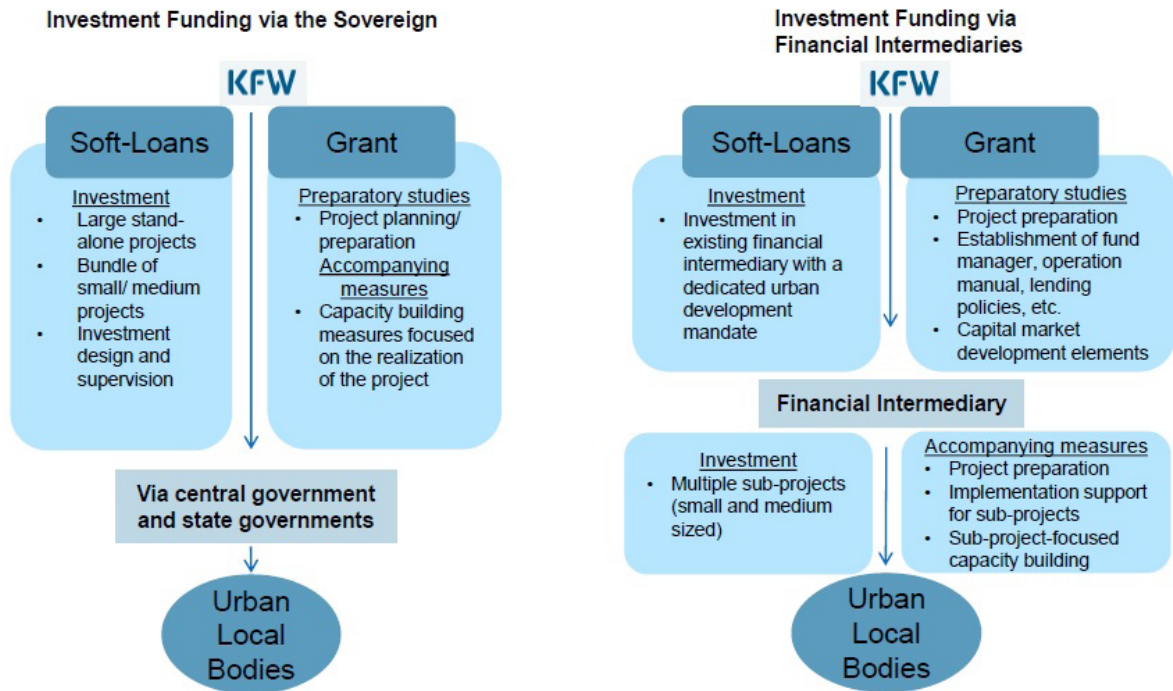 Investment Funding via the Sovereign
KFW
Soft-Loans
Grant
Investment
• Large stand-
alone projects
• Bundle of
small/ medium
projects
• Investment
design and
supervision
Preparatory studies
• Project planning/
preparation
Accompanying
measures
• Capacity building
measures focused
on the realization
of the project
Via central government
and state governments
Urban
Local
Bodies
Investment Funding via
Financial Intermediaries
KFW
Soft-Loans
Grant
Investment
• Investment in
existing financial
intermediary with a
dedicated urban
development
mandate
Preparatory studies
• Project preparation
• Establishment of fund
manager, operation
manual, lending
policies, etc.
• Capital market
development elements
Financial Intermediary
Investment
• Multiple sub-projects
(small and medium
sized)
Accompanying measures
• Project preparation
• Implementation support
for sub-projects
• Sub-project-focused
capacity building
Urban
Local
Bodies